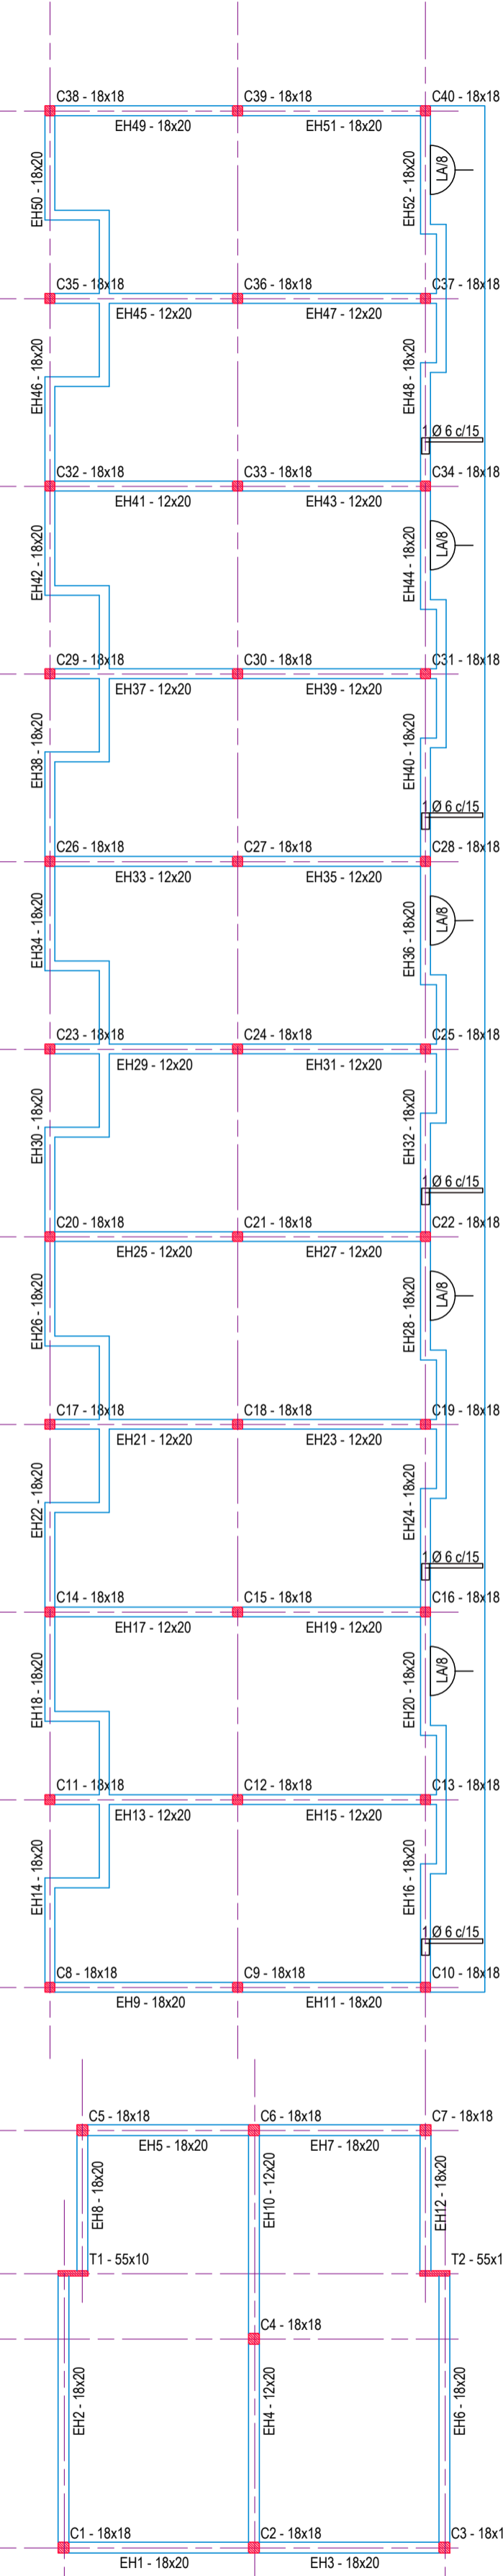 C38 - 18x18
C39 - 18x18
C40 - 18x18
EH49 - 18x20
EH51 - 18x20
EH50 - 18x20
EH52 - 18x20
LA/8
C35 - 18x18
C36 - 18x18
C37 - 18x18
EH45 - 12x20
EH47 - 12x20
EH46 - 18x20
EH48 - 18x20
1 Ø 6 c/15
C32 - 18x18
C33 - 18x18
C34 - 18x18
EH41 - 12x20
EH43 - 12x20
EH42 - 18x20
EH44 - 18x20
LA/8
C29 - 18x18
C30 - 18x18
C31 - 18x18
EH37 - 12x20
EH39 - 12x20
EH38 - 18x20
EH40 - 18x20
1 Ø 6 c/15
C26 - 18x18
C27 - 18x18
C28 - 18x18
EH33 - 12x20
EH35 - 12x20
EH34 - 18x20
EH36 - 18x20
LA/8
C23 - 18x18
C24 - 18x18
C25 - 18x18
EH29 - 12x20
EH31 - 12x20
EH30 - 18x20
EH32 - 18x20
1 Ø 6 c/15
C20 - 18x18
C21 - 18x18
C22 - 18x18
EH25 - 12x20
EH27 - 12x20
EH26 - 18x20
EH28 - 18x20
LA/8
C17 - 18x18
C18 - 18x18
C19 - 18x18
EH21 - 12x20
EH23 - 12x20
EH22 - 18x20
EH24 - 18x20
1 Ø 6 c/15
C14 - 18x18
C15 - 18x18
C16 - 18x18
EH17 - 12x20
EH19 - 12x20
EH18 - 18x20
EH20 - 18x20
LA/8
C11 - 18x18
C12 - 18x18
C13 - 18x18
EH13 - 12x20
EH15 - 12x20
EH14 - 18x20
EH16 - 18x20
1 Ø 6 c/15
C8 - 18x18
C9 - 18x18
C10 - 18x18
EH9 - 18x20
EH11 - 18x20
C5 - 18x18
C6 - 18x18
C7 - 18x18
EH5 - 18x20
EH7 - 18x20
EH8 - 18x20
EH10 - 12x20
EH12 - 18x20
T1 - 55x10
T2 - 55x1
C4 - 18x18
EH2 - 18x20
EH4 - 12x20
EH6 - 18x20
C1 - 18x18
C2 - 18x18
C3 - 18x1
EH1 - 18x20
EH3 - 18x20